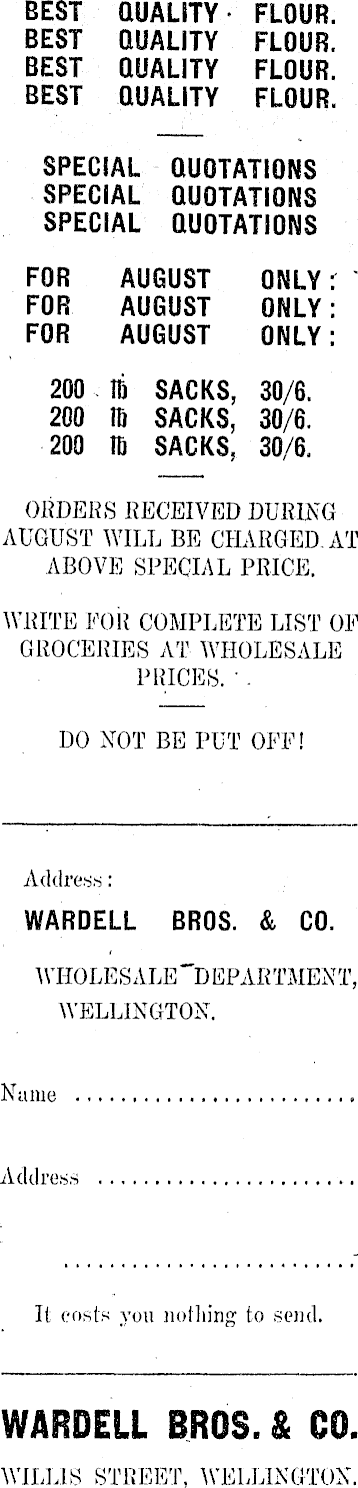 BEST QUALITY FLOUR.
BEST QUALITY FLOUR.
BEST QUALITY FLOUR.
BEST QUALITY FLOUR.
SPECIAL QUOTATIONS
SPECIAL QUOTATIONS
SPECIAL QUOTATIONS
FOR AUGUST ONLY:
FOR AUGUST ONLY:
FOR AUGUST ONLY:
200 lb SACKS, 30/6.
200 lb SACKS, 30/6.
200 lb SACKS, 30/6.
ORDERS RECEIVED DURING
AUGUST WILL BE CHARGED AT
ABOVE SPECIAL PRICE.
WRITE FOR COMPLETE LIST OF
GROCERIES AT WHOLESALE
PRICES.
DO NOT BE PUT OFF!
Address:
WARDELL BROS. & CO.
WHOLESALE DEPARTMENT,
WELLINGTON.
Name .........................
Address .......................
..........................
It costs you nothing to send.
WARDELL BROS. & CO.
WILLIS STREET, WELLINGTON.